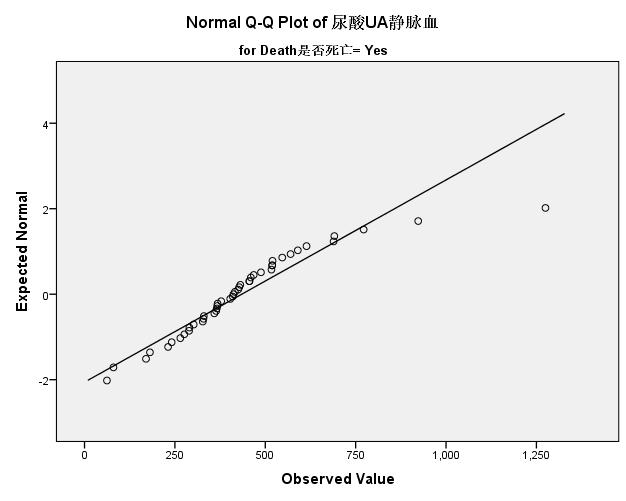 Normal Q-Q Plot of 尿酸UA静脉血
for Death是否死亡= Yes
Expected Normal
4
2
0
-2
0
250
500
750
1,000
1,250
Observed Value